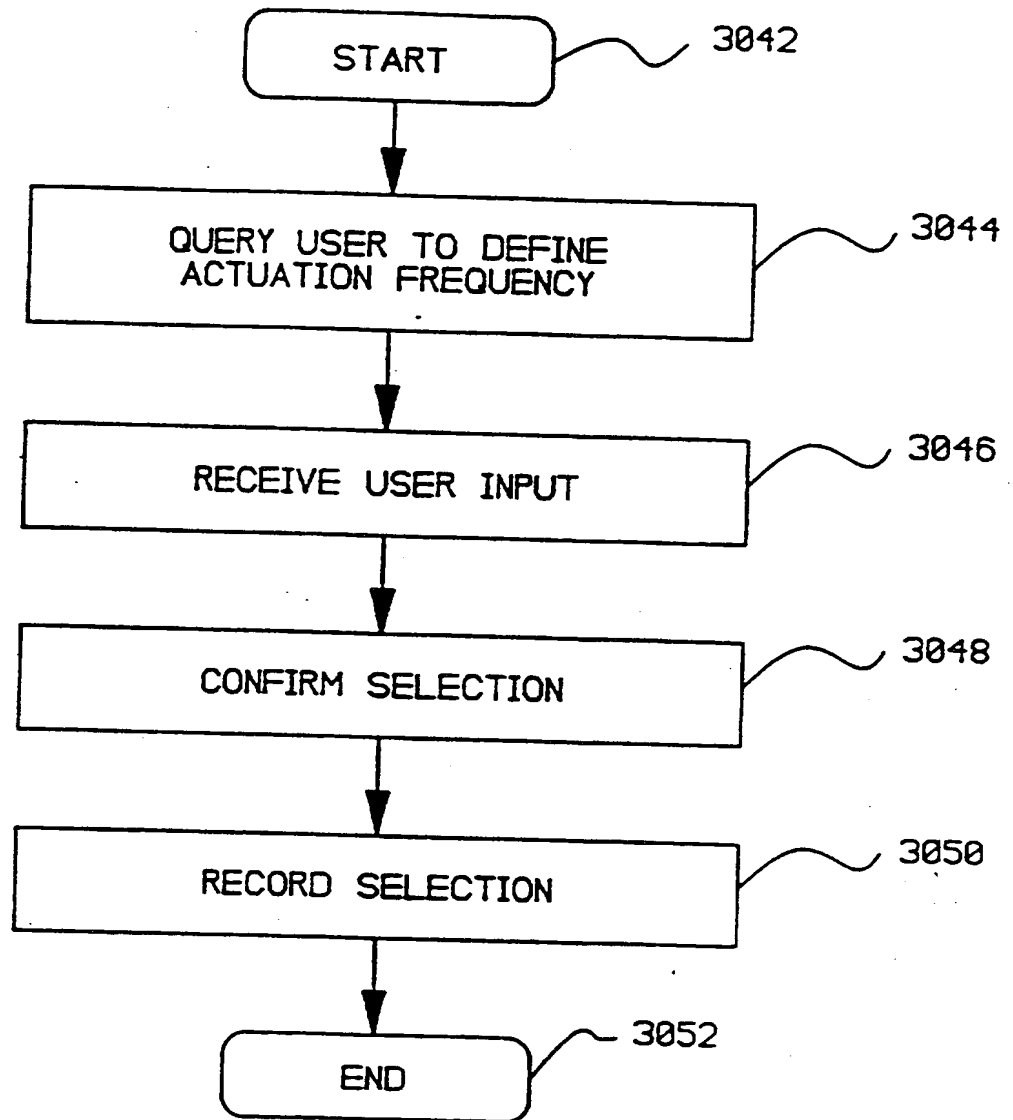 START
3042
QUERY USER TO DEFINE
ACTUATION FREQUENCY
3044
RECEIVE USER INPUT
3046
CONFIRM SELECTION
3048
RECORD SELECTION
3050
END
3052